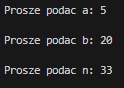 Prosze podac a: 5
Prosze podac b: 20
Prosze podac n: 33